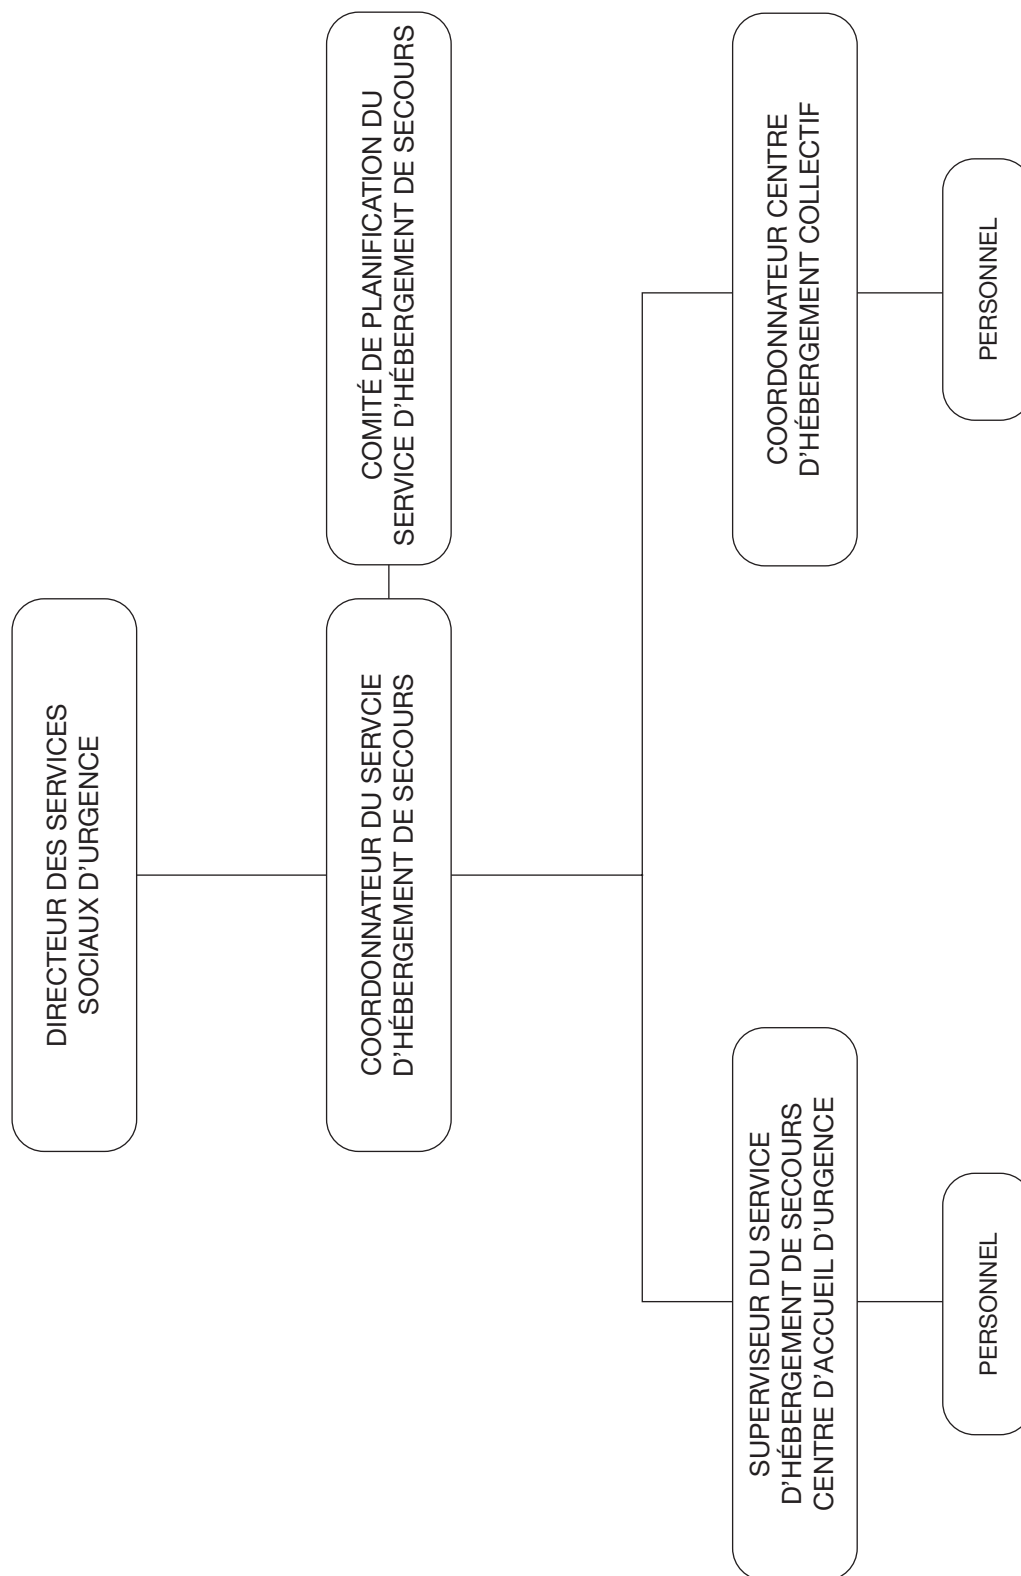 DIRECTEUR DES SERVICES
SOCIAUX D'URGENCE
COORDONNATEUR DU SERVCIE
D'HÉBERGEMENT DE SECOURS
COMITÉ DE PLANIFICATION DU
SERVICE D'HÉBERGEMENT DE SECOURS
SUPERVISEUR DU SERVICE
D'HÉBERGEMENT DE SECOURS
CENTRE D'ACCUEIL D'URGENCE
COORDONNATEUR CENTRE
D'HÉBERGEMENT COLLECTIF
PERSONNEL
PERSONNEL